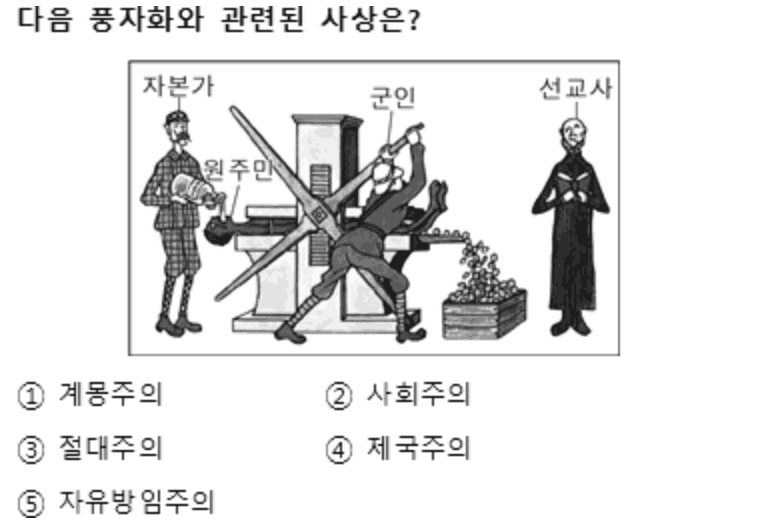 다음 풍자화와 관련된 사상은?
자본가
군인
선교사
원주민
① 계몽주의 ② 사회주의
③ 절대주의 ④ 제국주의
⑤ 자유방임주의